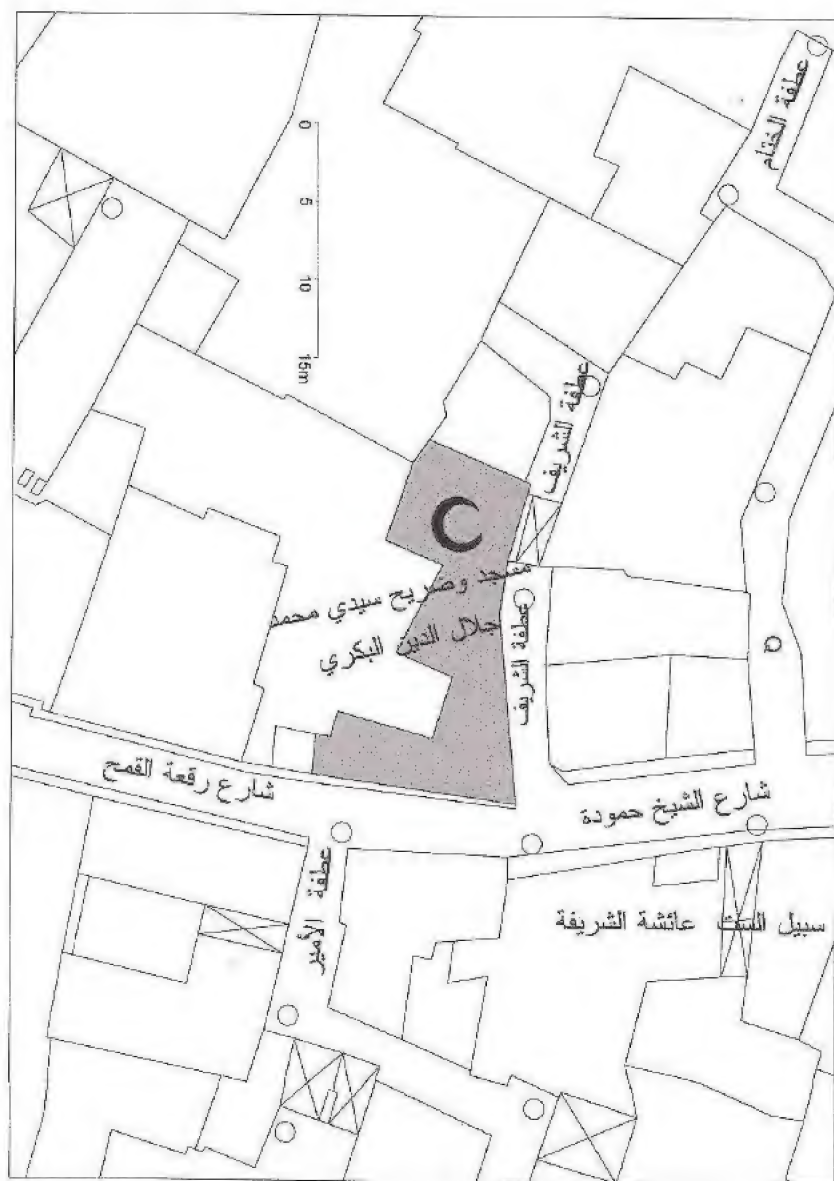 عطفة الختام
0
5
10
15m
عطفة الشريف
مسجد وضريح سيدي محمد
جلال الدين البكري
عطفة الشريف
شارع رقعة القمح
شارع الشيخ حمودة
عطفة الأمير
سبيل الست عائشة الشريفة